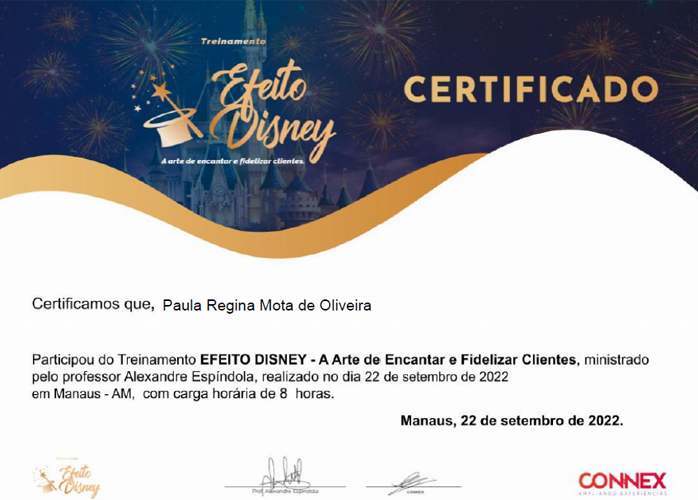 Treinamento
Efeito
Disney
A arte de encantar e fidelizar clientes.
CERTIFICADO
Certificamos que, Paula Regina Mota de Oliveira
Participou do Treinamento EFEITO DISNEY - A Arte de Encantar e Fidelizar Clientes, ministrado
pelo professor Alexandre Espíndola, realizado no dia 22 de setembro de 2022
em Manaus - AM, com carga horária de 8 horas.
Manaus, 22 de setembro de 2022.
Efeito
Disney
Prof. Alexandre Espíndola
CONNEX
CONNEX
AMPLIANDO EXPERIÊNCIAS